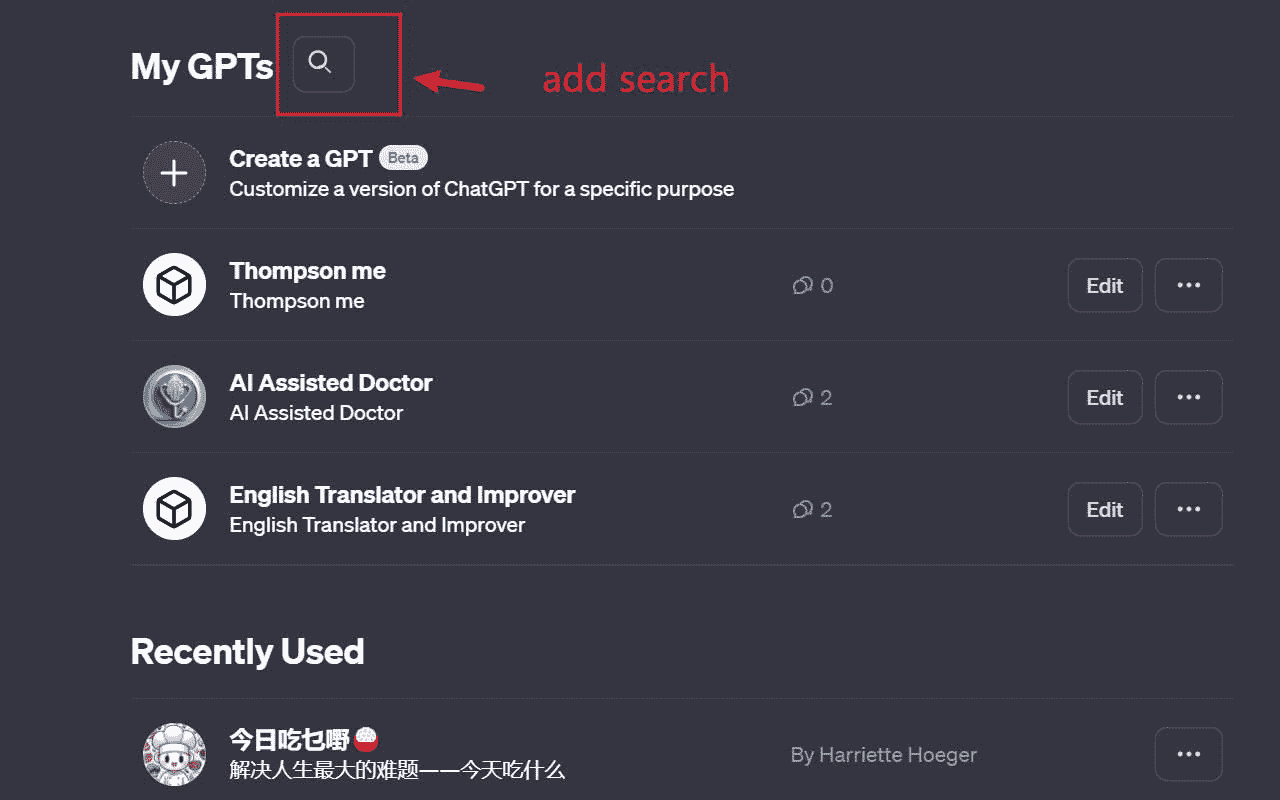 My GPTs
add search
Create a GPT Beta
Customize a version of ChatGPT for a specific purpose
Thompson me
Thompson me
0
Edit
AI Assisted Doctor
AI Assisted Doctor
2
Edit
English Translator and Improver
English Translator and Improver
2
Edit
Recently Used
今日吃乜嘢🍚
解决人生最大的难题——今天吃什么
By Harriette Hoeger